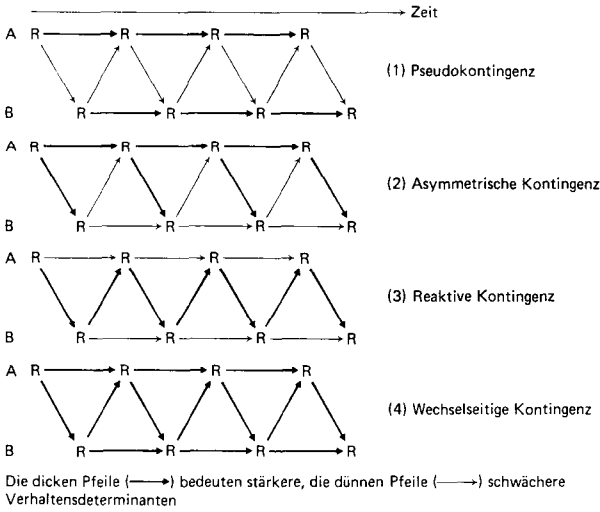 Zeit
A R R R R
(1) Pseudokontingenz
B R R R R
A R R R R
(2) Asymmetrische Kontingenz
B R R R R
A R R R R
(3) Reaktive Kontingenz
B R R R R
A R R R R
(4) Wechselseitige Kontingenz
B R R R R
Die dicken Pfeile (⟶) bedeuten stärkere, die dünnen Pfeile (⟶) schwächere
Verhaltensdeterminanten